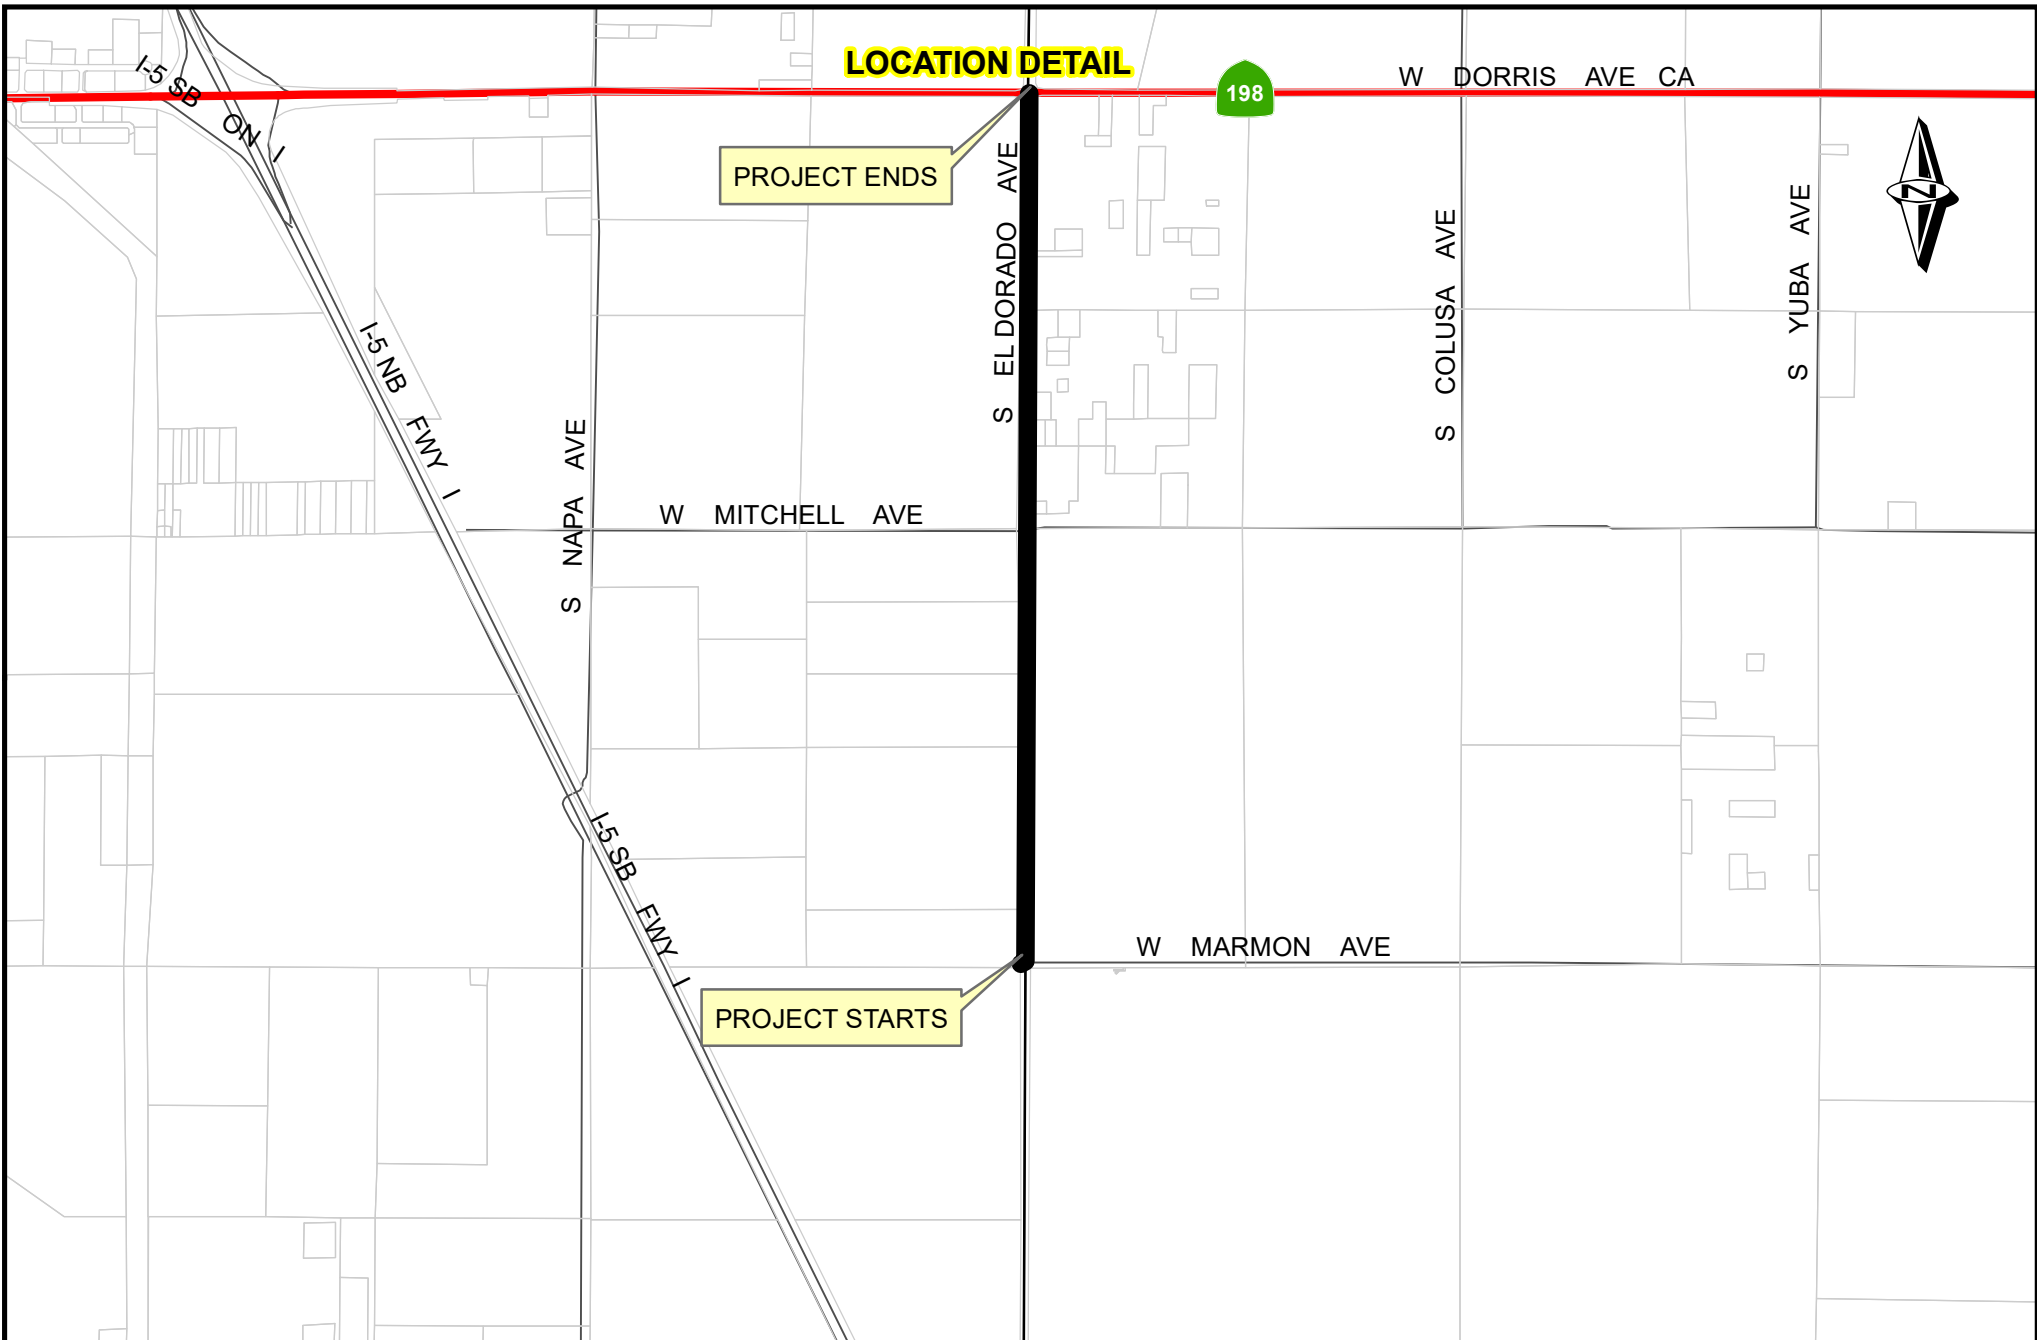 LOCATION DETAIL
W DORRIS AVE CA
198
I-5 SB ON I
PROJECT ENDS
N
S EL DORADO AVE
S COLUSA AVE
S YUBA AVE
I-5 NB FWY I
S NAPA AVE
W MITCHELL AVE
I-5 SB FWY I
W MARMON AVE
PROJECT STARTS